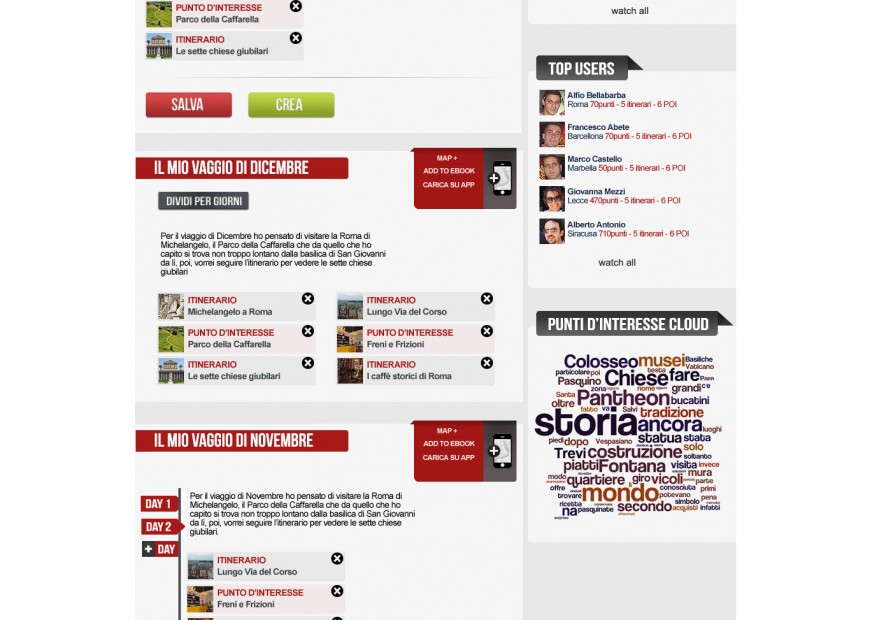 PUNTO D'INTERESSE
Parco della Caffarella
ITINERARIO
Le sette chiese giubilari
SALVA
CREA
IL MIO VAGGIO DI DICEMBRE
MAP +
ADD TO EBOOK
CARICA SU APP
DIVIDI PER GIORNI
Per il viaggio di Dicembre ho pensato di visitare la Roma di
Michelangelo, il Parco della Caffarella che da quello che ho
capito si trova non troppo lontano dalla basilica di San Giovanni
da lì, poi, vorrei seguire l'itinerario per vedere le sette chiese
giubilari
ITINERARIO
Michelangelo a Roma
ITINERARIO
Lungo Via del Corso
PUNTO D'INTERESSE
Parco della Caffarella
PUNTO D'INTERESSE
Freni e Frizioni
ITINERARIO
Le sette chiese giubilari
ITINERARIO
I caffè storici di Roma
IL MIO VAGGIO DI NOVEMBRE
MAP +
ADD TO EBOOK
CARICA SU APP
DAY 1
DAY 2
+ DAY
Per il viaggio di Novembre ho pensato di visitare la Roma di
Michelangelo, il Parco della Caffarella che da quello che ho
capito si trova non troppo lontano dalla basilica di San Giovanni
da lì, poi, vorrei seguire l'itinerario per vedere le sette chiese
giubilari.
ITINERARIO
Lungo Via del Corso
PUNTO D'INTERESSE
Freni e Frizioni
watch all
TOP USERS
Alfio Bellabarba
Roma 70punti - 5 itinerari - 6 POI
Francesco Abete
Barcellona 70punti - 5 itinerari - 6 POI
Marco Castello
Marbella 50punti - 5 itinerari - 6 POI
Giovanna Mezzi
Lecce 470punti - 5 itinerari - 6 POI
Alberto Antonio
Siracusa 710punti - 5 itinerari - 6 POI
watch all
PUNTI D'INTERESSE CLOUD
Colosseo musei Basiliche
Vaticano
particolare poi testa
Pasquino Chiese fare Pare
zona nome grandi c'è
Santa Pantheon bucatini
oltre fatto va Salvi tradizione
storia ancora luoghi
piedi dopo Vespasiano statua stata
Trevi costruzione solo
soltanto
piatti Fontana visita invece
modo quartiere giro vicoli mura
parte
offre mondo conosciuta primi
trovare potevano pena
ricetta simbolo
na pasquinate secondo acquisti infatti